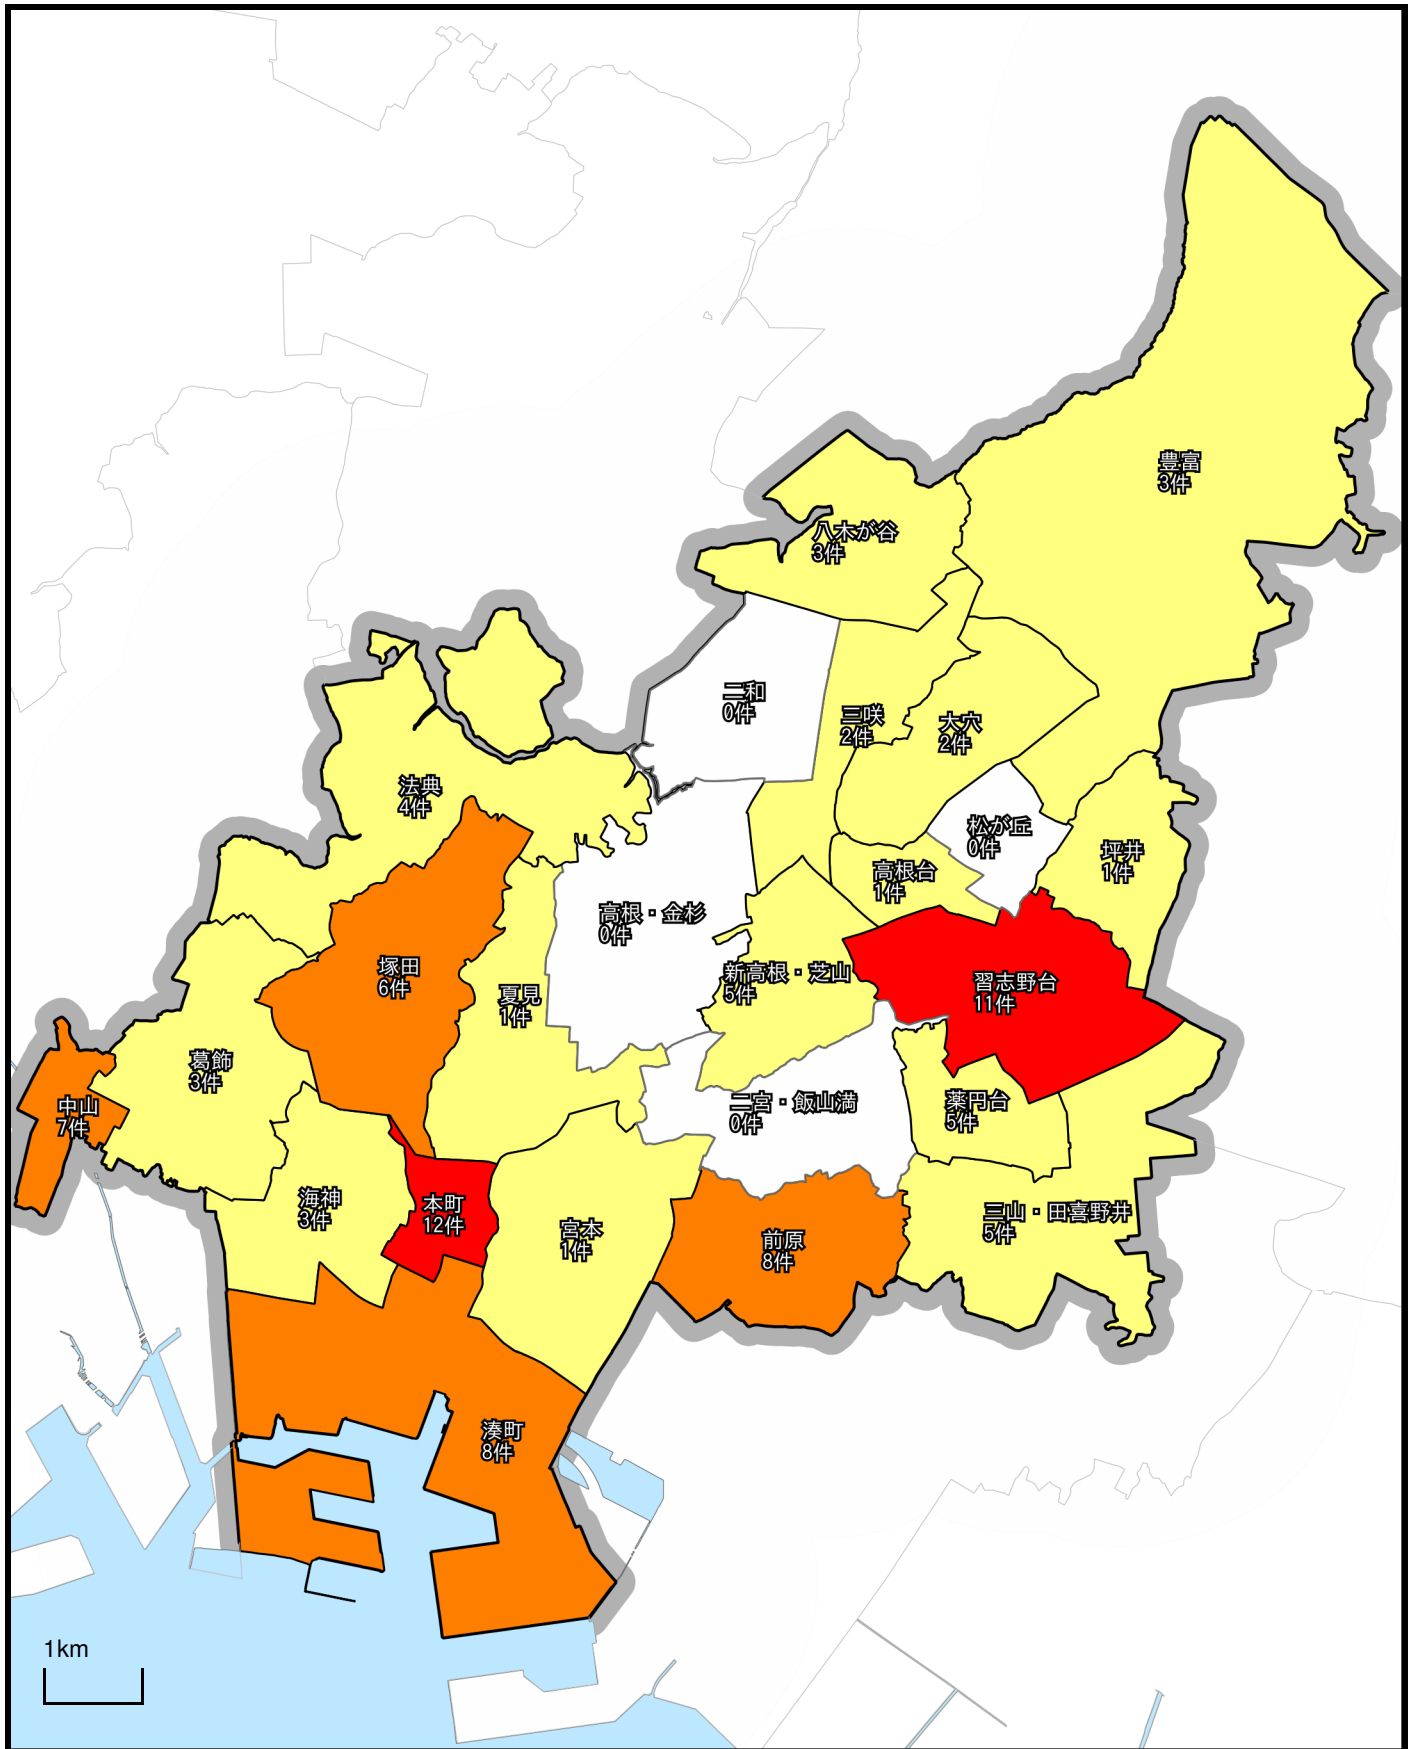 豊富
3件
八木が谷
3件
二和
0件
三咲
2件
大穴
2件
法典
4件
松が丘
0件
坪井
1件
高根台
1件
高根・金杉
0件
塚田
6件
新高根・芝山
5件
習志野台
11件
夏見
1件
葛飾
3件
中山
7件
二宮・飯山満
0件
薬円台
5件
海神
3件
本町
12件
宮本
1件
前原
8件
三山・田喜野井
5件
湊町
8件
1km